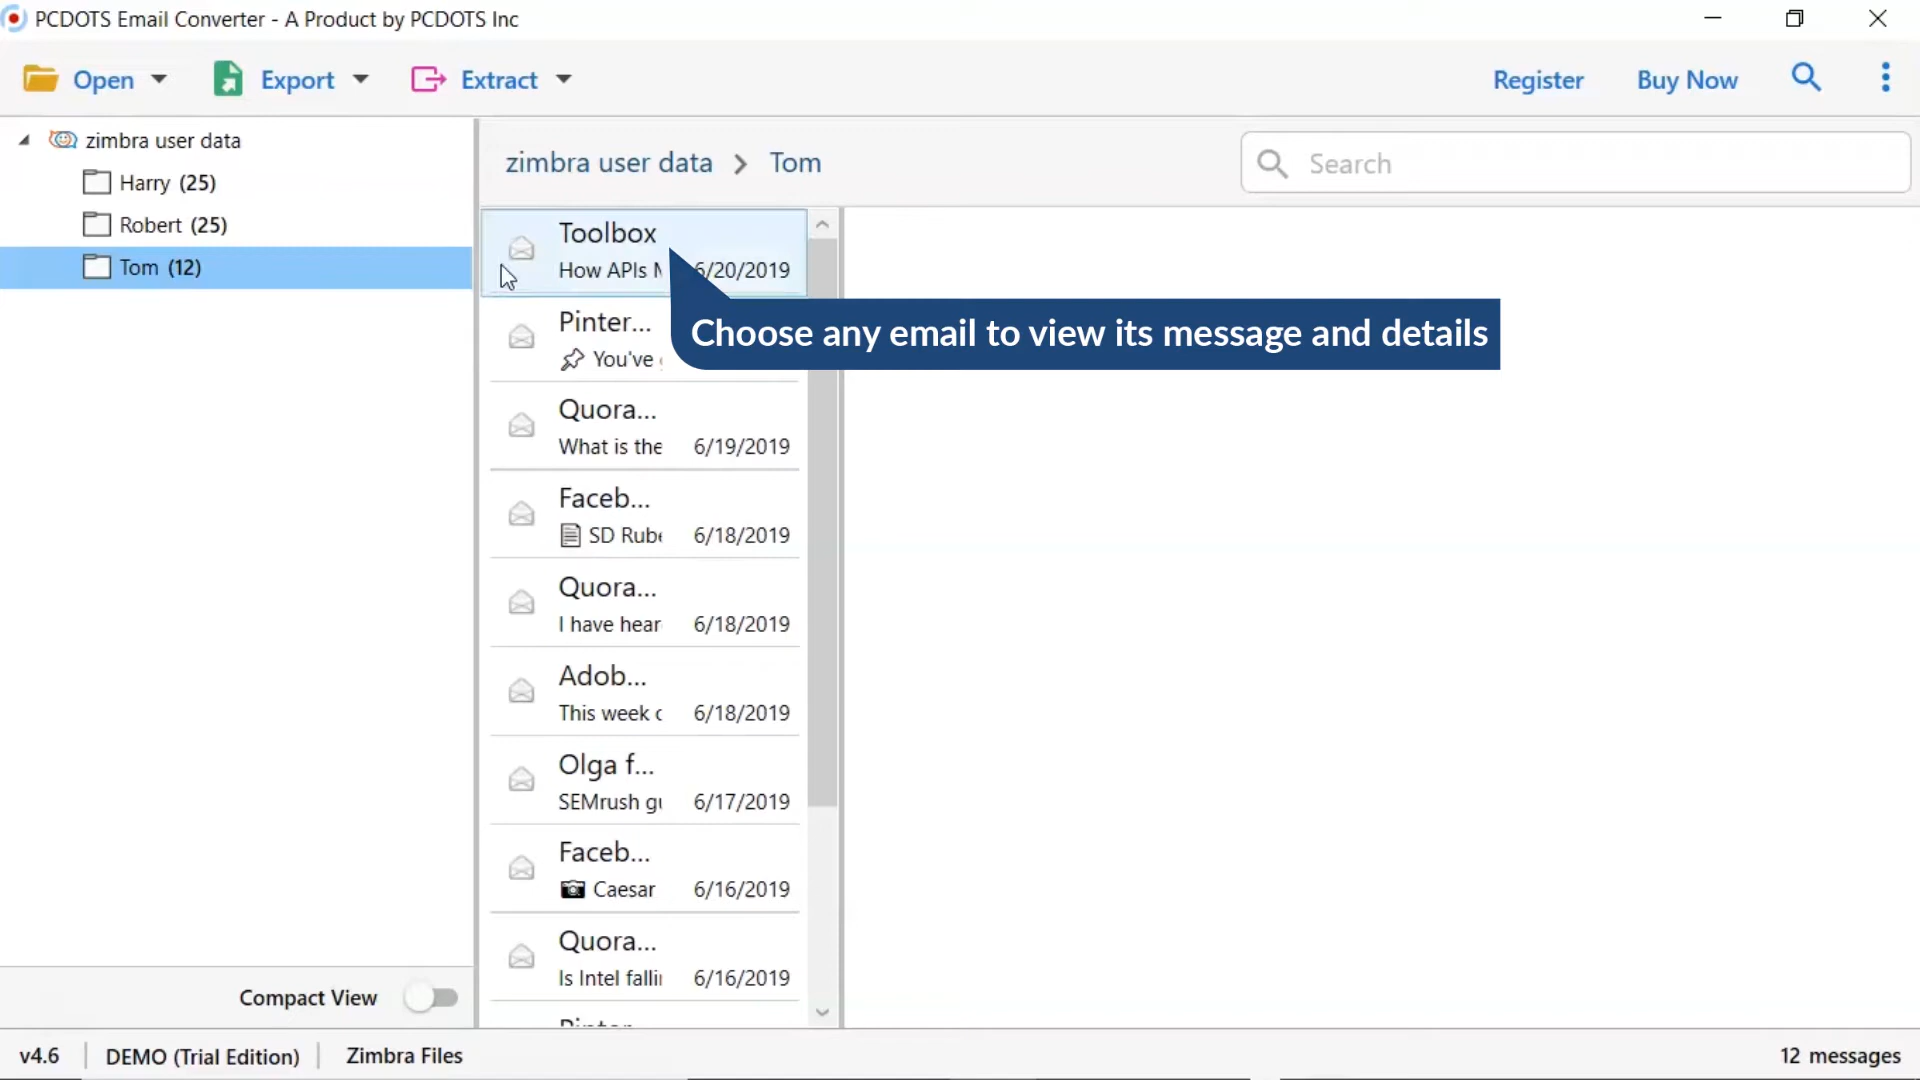 PCDOTS Email Converter - A Product by PCDOTS Inc
Open
Export
Extract
Register
Buy Now
zimbra user data
Harry (25)
Robert (25)
Tom (12)
zimbra user data > Tom
Search
Toolbox
How APIs 6/20/2019
Choose any email to view its message and details
Pinter...
You've
Quora...
What is the 6/19/2019
Faceb...
SD Rube 6/18/2019
Quora...
I have hear 6/18/2019
Adob...
This week 6/18/2019
Olga f...
SEMrush 6/17/2019
Faceb...
Caesar 6/16/2019
Quora...
Is Intel 6/16/2019
Compact View
v4.6
DEMO (Trial Edition)
Zimbra Files
12 messages